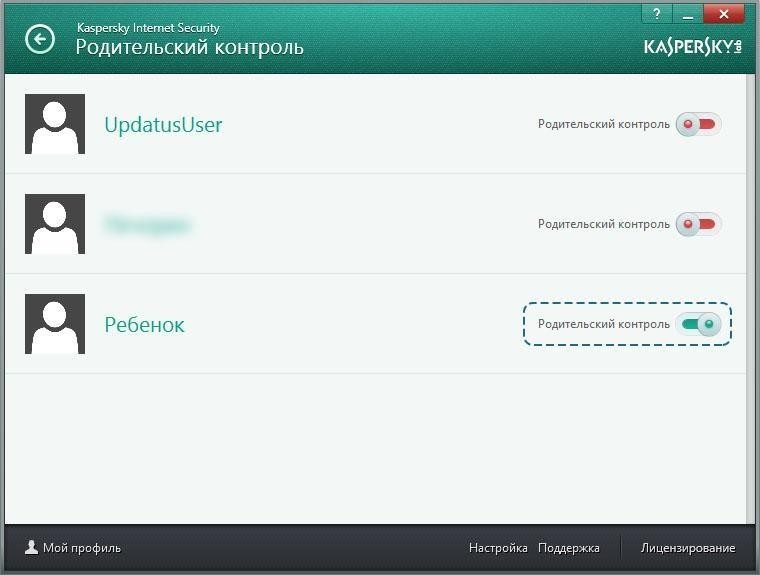 ?
Kaspersky Internet Security
Родительский контроль
KASPERSKY lab
UpdatusUser
Родительский контроль
Родительский контроль
Ребенок
Родительский контроль
Мой профиль
Настройка
Поддержка
Лицензирование